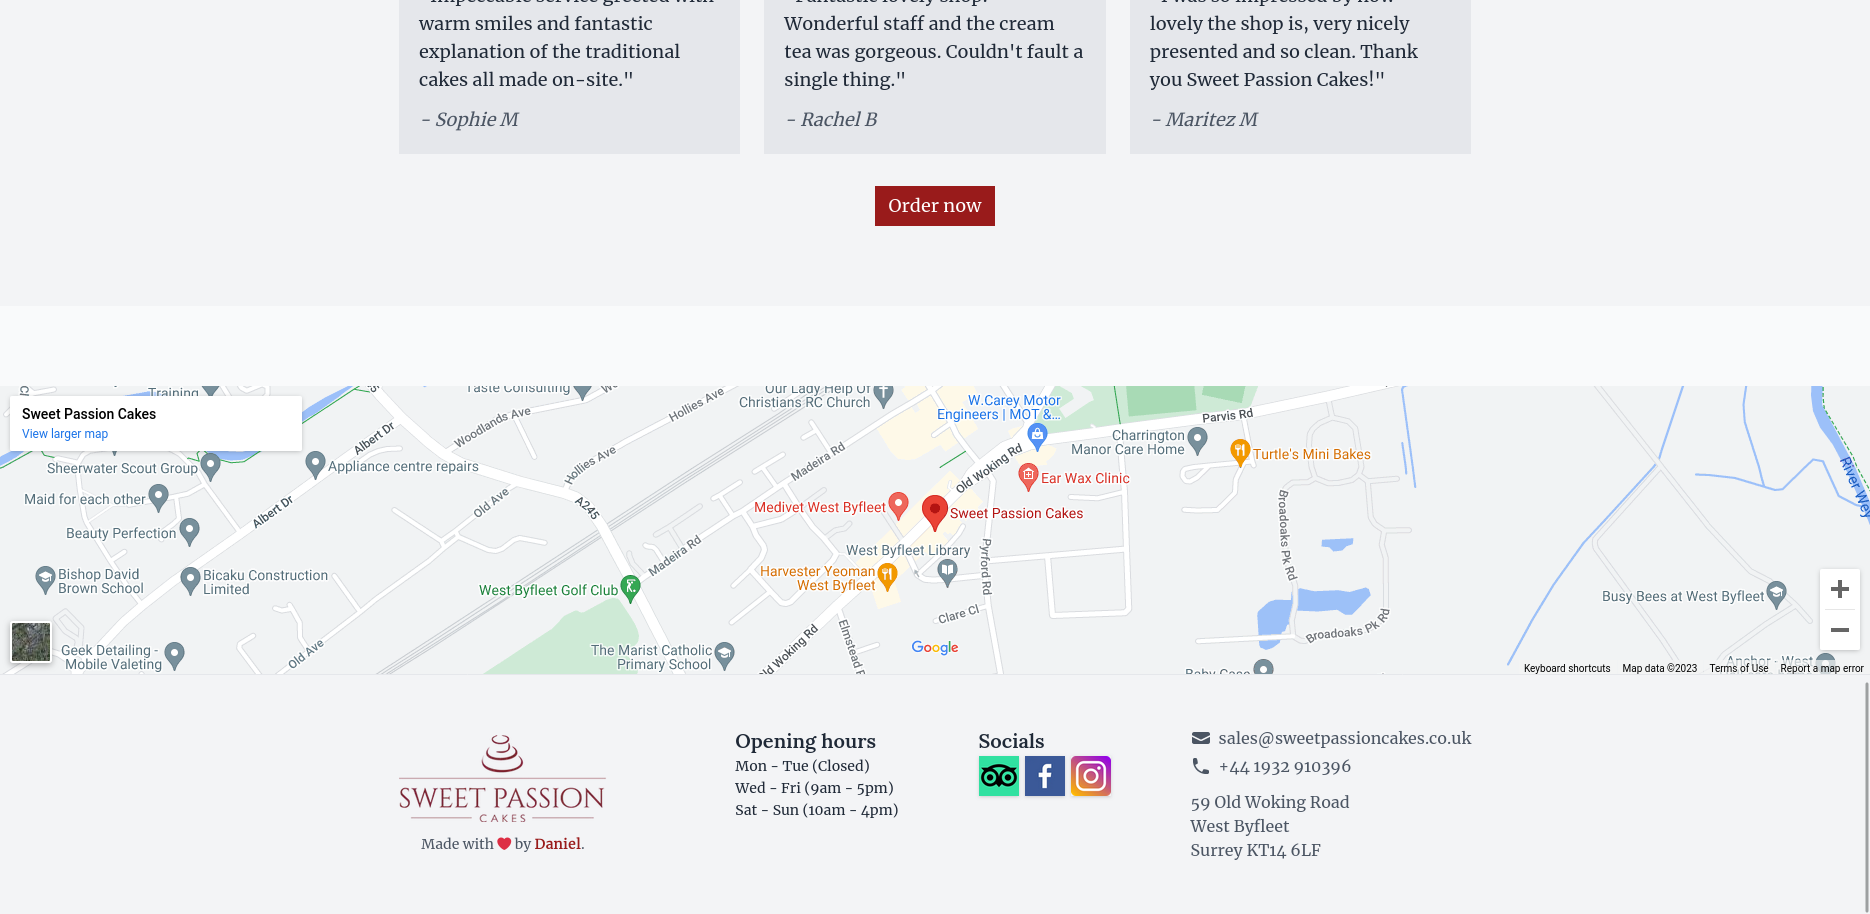 warm smiles and fantastic
explanation of the traditional
cakes all made on-site."
- Sophie M
Wonderful staff and the cream
tea was gorgeous. Couldn't fault a
single thing."
- Rachel B
lovely the shop is, very nicely
presented and so clean. Thank
you Sweet Passion Cakes!"
- Maritez M
Order now
Sweet Passion Cakes
View larger map
Training
Taste Consulting
Our Lady Help Of
Christians RC Church
W.Carey Motor
Engineers | MOT &...
Parvis Rd
Hollies Ave
Woodlands Ave
Albert Dr
Charrington
Manor Care Home
Turtle's Mini Bakes
Sheerwater Scout Group
Appliance centre repairs
Hollies Ave
Madeira Rd
Old Woking Rd
Ear Wax Clinic
River Wey
Maid for each other
Albert Dr
Old Ave
A245
Medivet West Byfleet
Sweet Passion Cakes
Beauty Perfection
Madeira Rd
West Byfleet Library
Pyrford Rd
Broadoaks Pk Rd
Bishop David
Brown School
Bicaku Construction
Limited
Harvester Yeoman
West Byfleet
West Byfleet Golf Club
Busy Bees at West Byfleet
Clare Cl
Broadoaks Pk Rd
Geek Detailing -
Mobile Valeting
Old Ave
The Marist Catholic
Primary School
Old Woking Rd
Elmstead
Google
Keyboard shortcuts
Map data ©2023
Terms of Use
Report a map error
SWEET PASSION
CAKES
Made with ❤ by Daniel.
Opening hours
Mon - Tue (Closed)
Wed - Fri (9am - 5pm)
Sat - Sun (10am - 4pm)
Socials
sales@sweetpassioncakes.co.uk
+44 1932 910396
59 Old Woking Road
West Byfleet
Surrey KT14 6LF